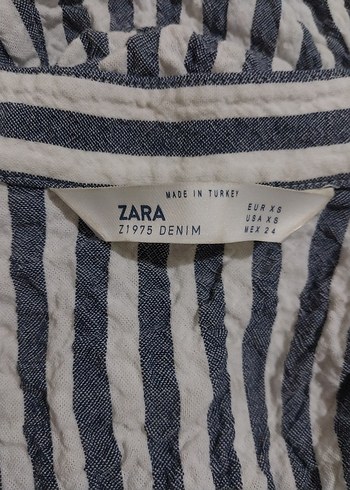 MADE IN TURKEY
ZARA
Z1975 DENIM
EUR XS
USA XS
MEX 24